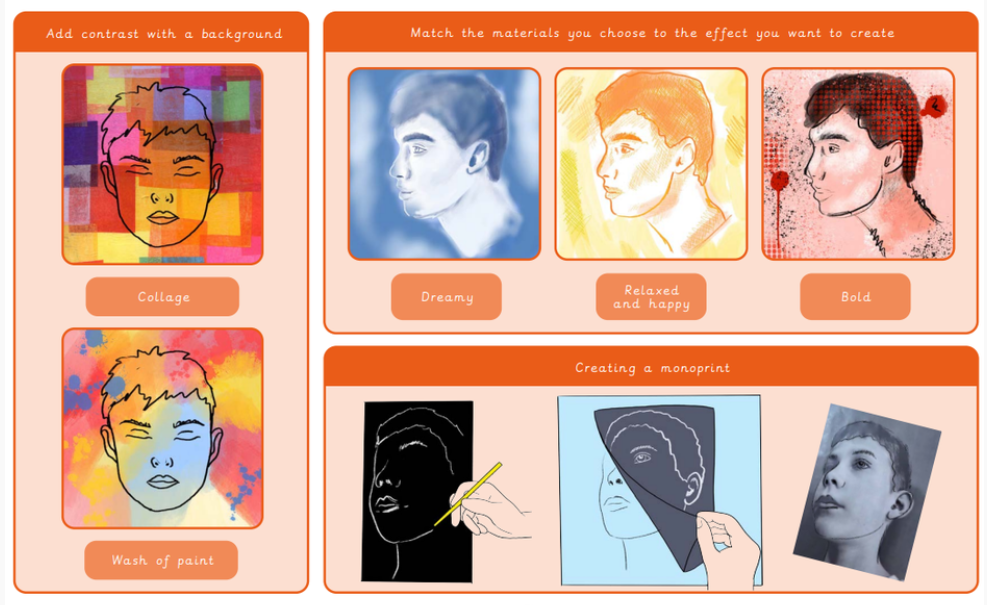 Add contrast with a background
Collage
Wash of paint
Match the materials you choose to the effect you want to create
Dreamy
Relaxed
and happy
Bold
Creating a monoprint